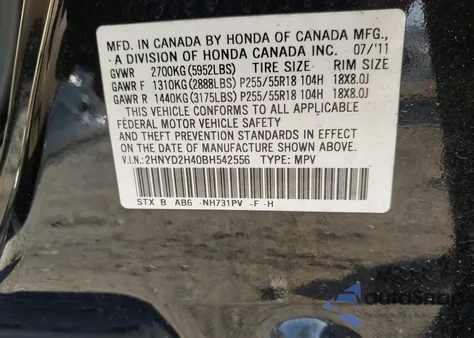 MFD. IN CANADA BY HONDA OF CANADA MFG.,
A DIVISION OF HONDA CANADA INC. 07/'11
GVWR 2700KG(5952LBS) TIRE SIZE RIM SIZE
GAWR F 1310KG(2888LBS) P255/55R18 104H 18X8.0J
GAWR R 1440KG(3175LBS) P255/55R18 104H 18X8.0J
THIS VEHICLE CONFORMS TO ALL APPLICABLE
FEDERAL MOTOR VEHICLE SAFETY
AND THEFT PREVENTION STANDARDS IN EFFECT
ON THE DATE OF MANUFACTURE SHOWN ABOVE.
V.I.N.:2HNYD2H40BH542556 TYPE: MPV
STX B AB6 -NH731PV -F -H
autoSnap